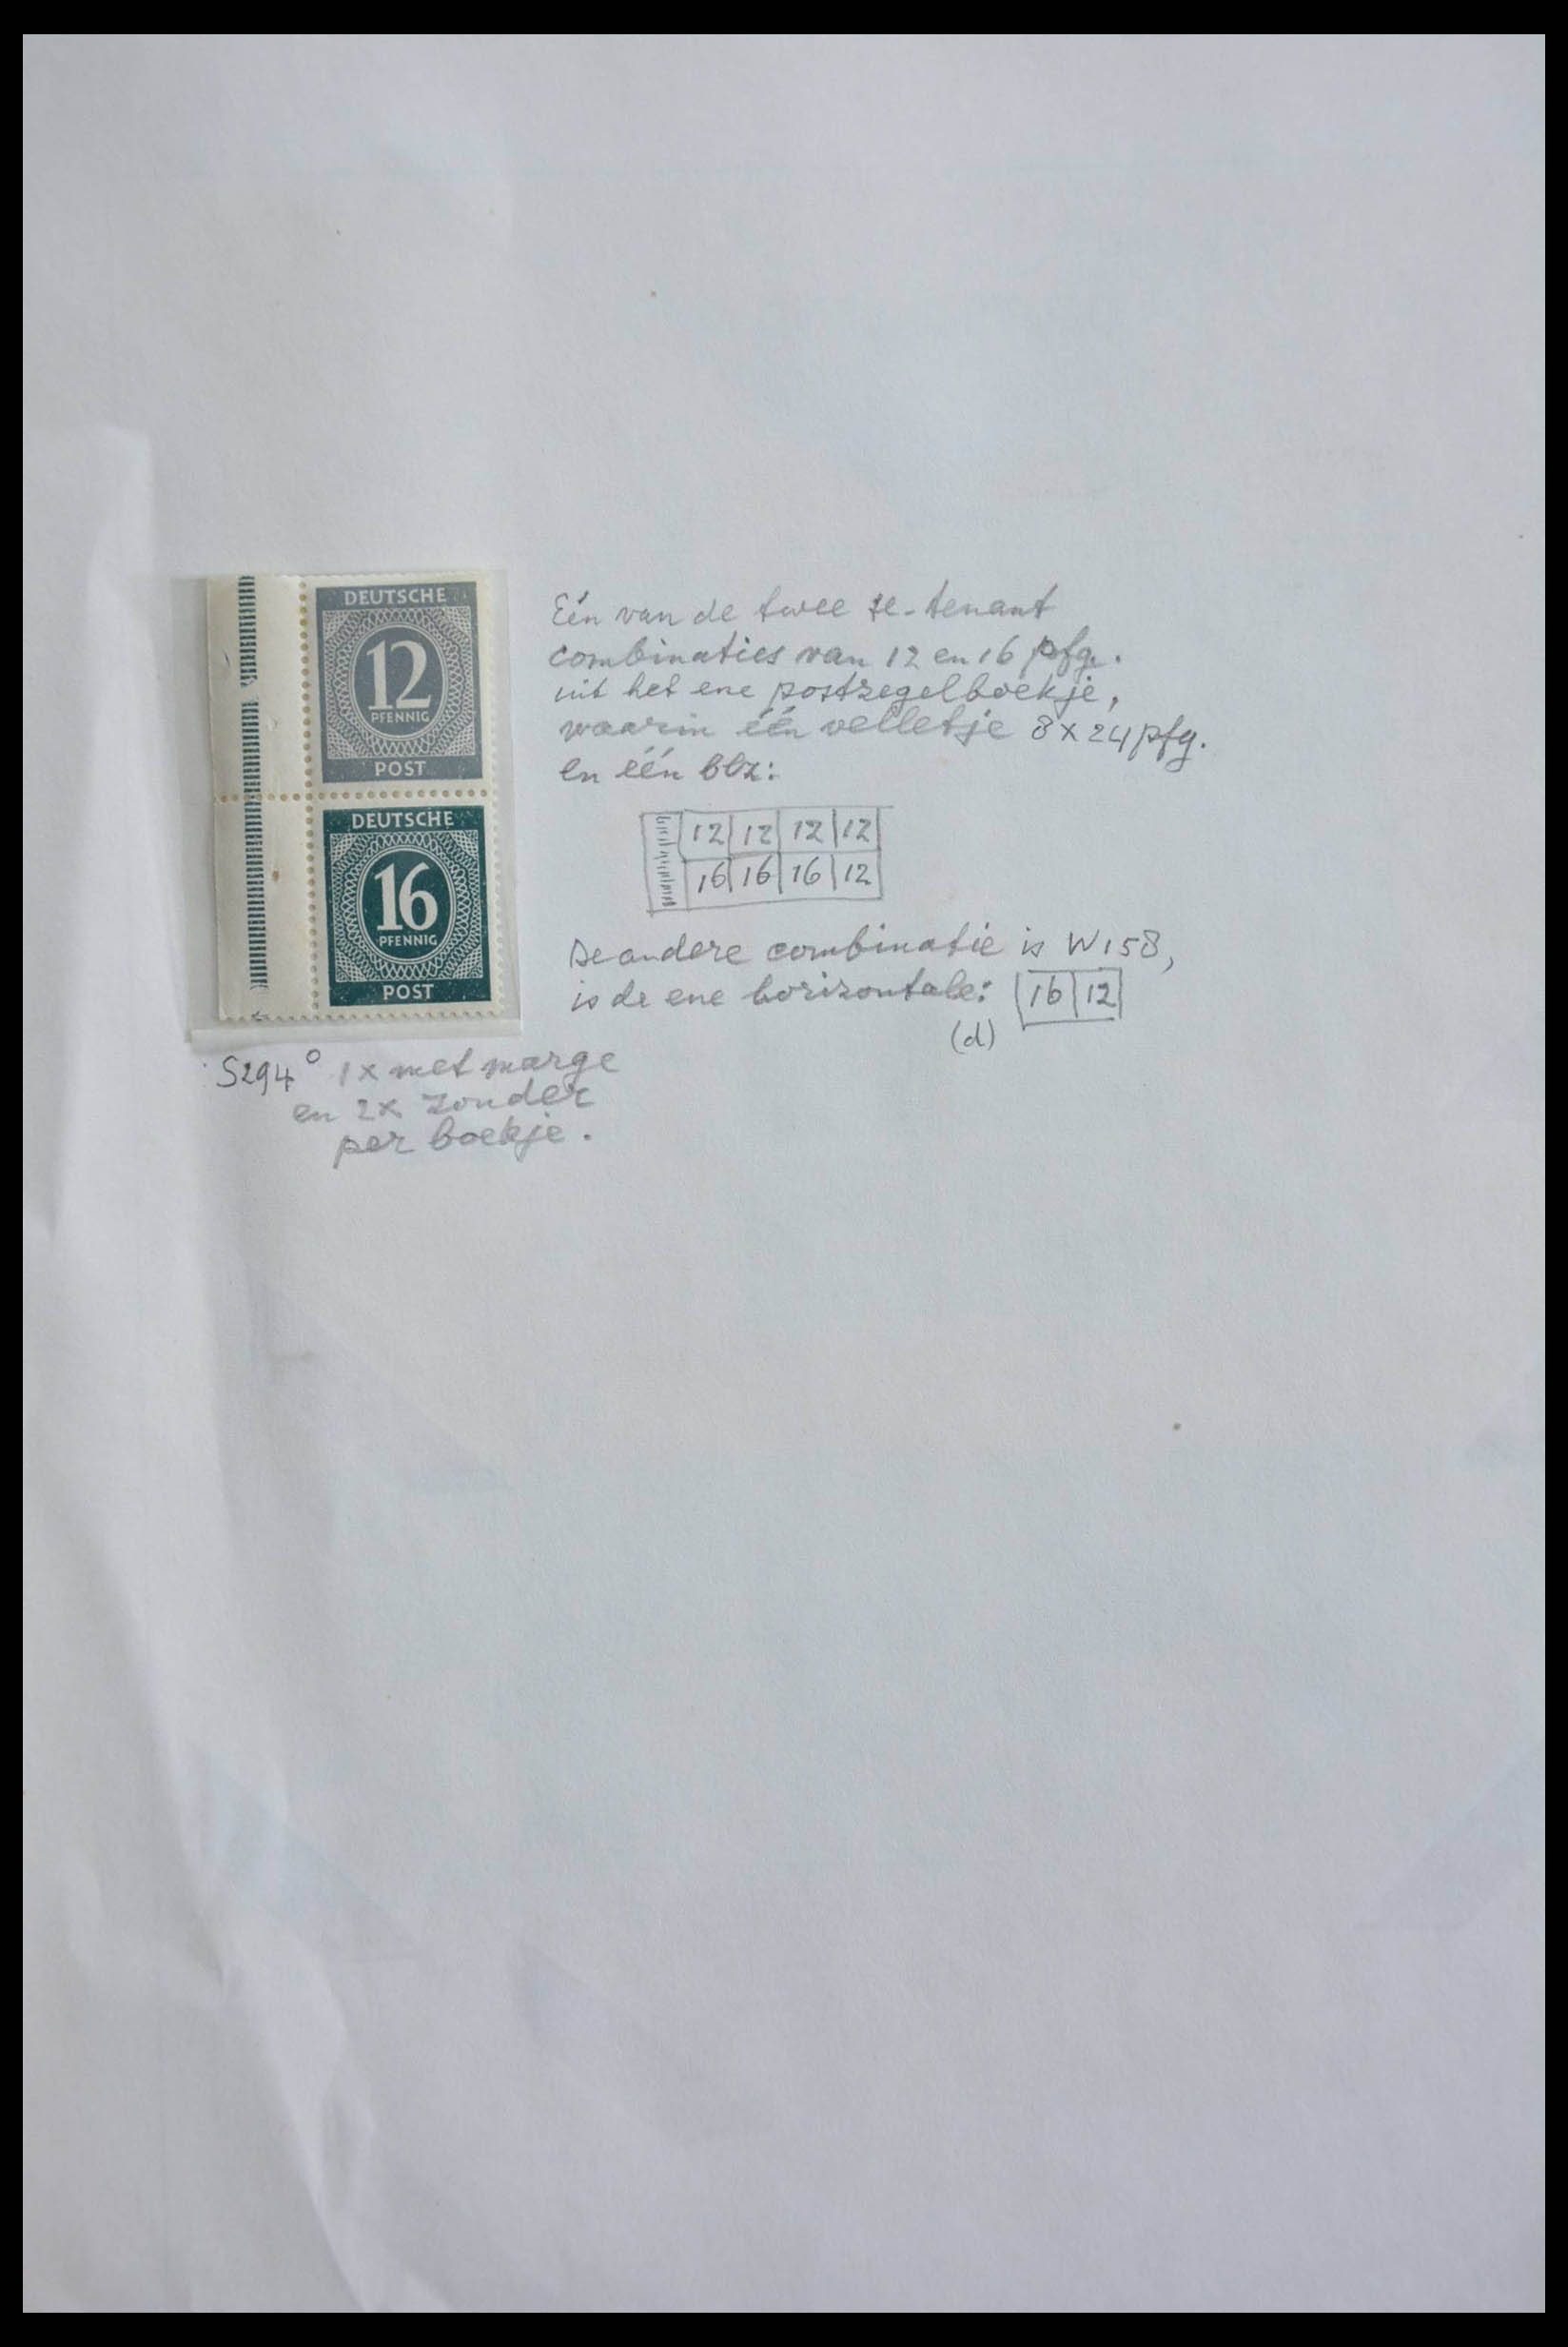 DEUTSCHE
12
PFENNIG
POST
DEUTSCHE
16
PFENNIG
POST
Eén van de twee se-tenant
combinaties van 12 en 16 pfg.
uit het ene postzegelboekje,
waarin één velletje 8 x 24 pfg.
en één blz:
12 12 12 12
16 16 16 12
De andere combinatie is W158,
is de ene horizontale: 16 12
(d)
S294° 1x met marge
en 2x zonder
per boekje.